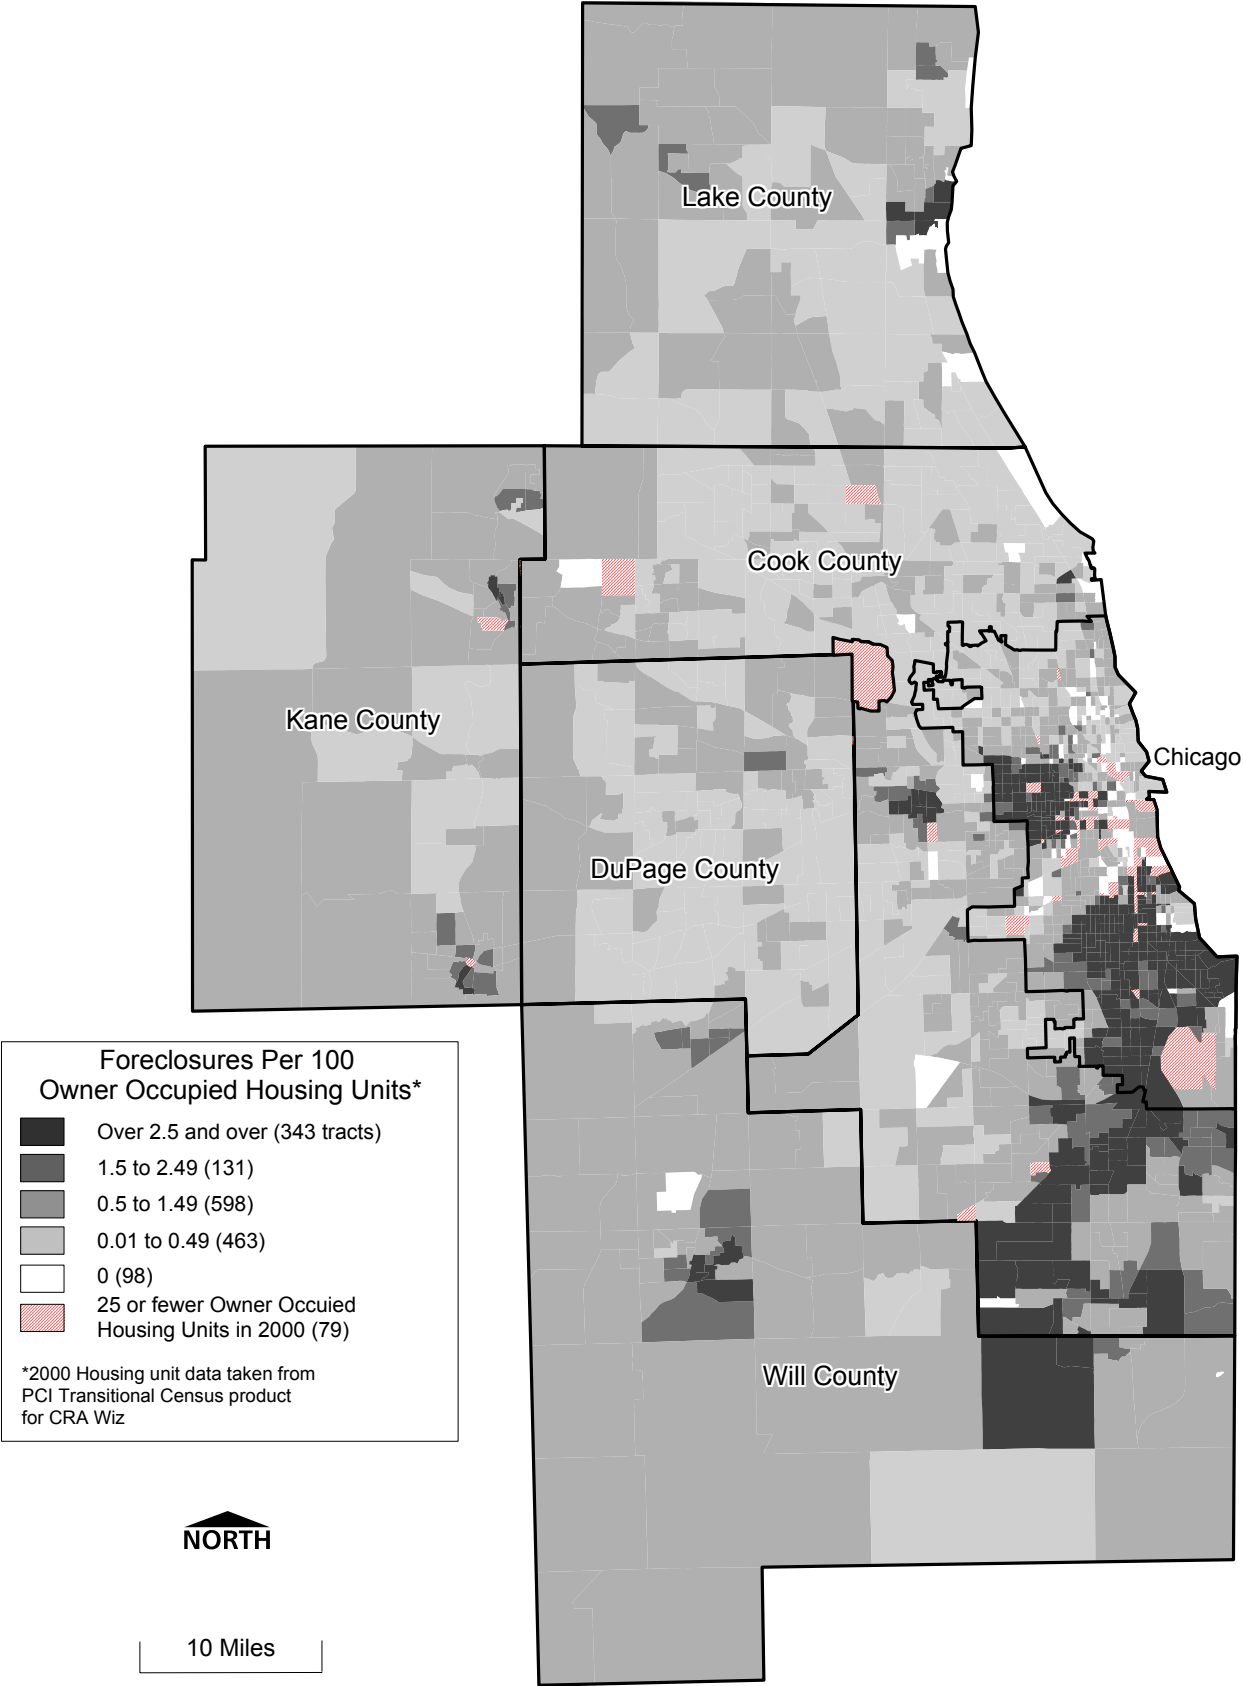 Lake County
Cook County
Kane County
Chicago
DuPage County
Foreclosures Per 100
Owner Occupied Housing Units*
Over 2.5 and over (343 tracts)
1.5 to 2.49 (131)
0.5 to 1.49 (598)
0.01 to 0.49 (463)
0 (98)
25 or fewer Owner Occuied
Housing Units in 2000 (79)
*2000 Housing unit data taken from
PCI Transitional Census product
for CRA Wiz
Will County
NORTH
10 Miles